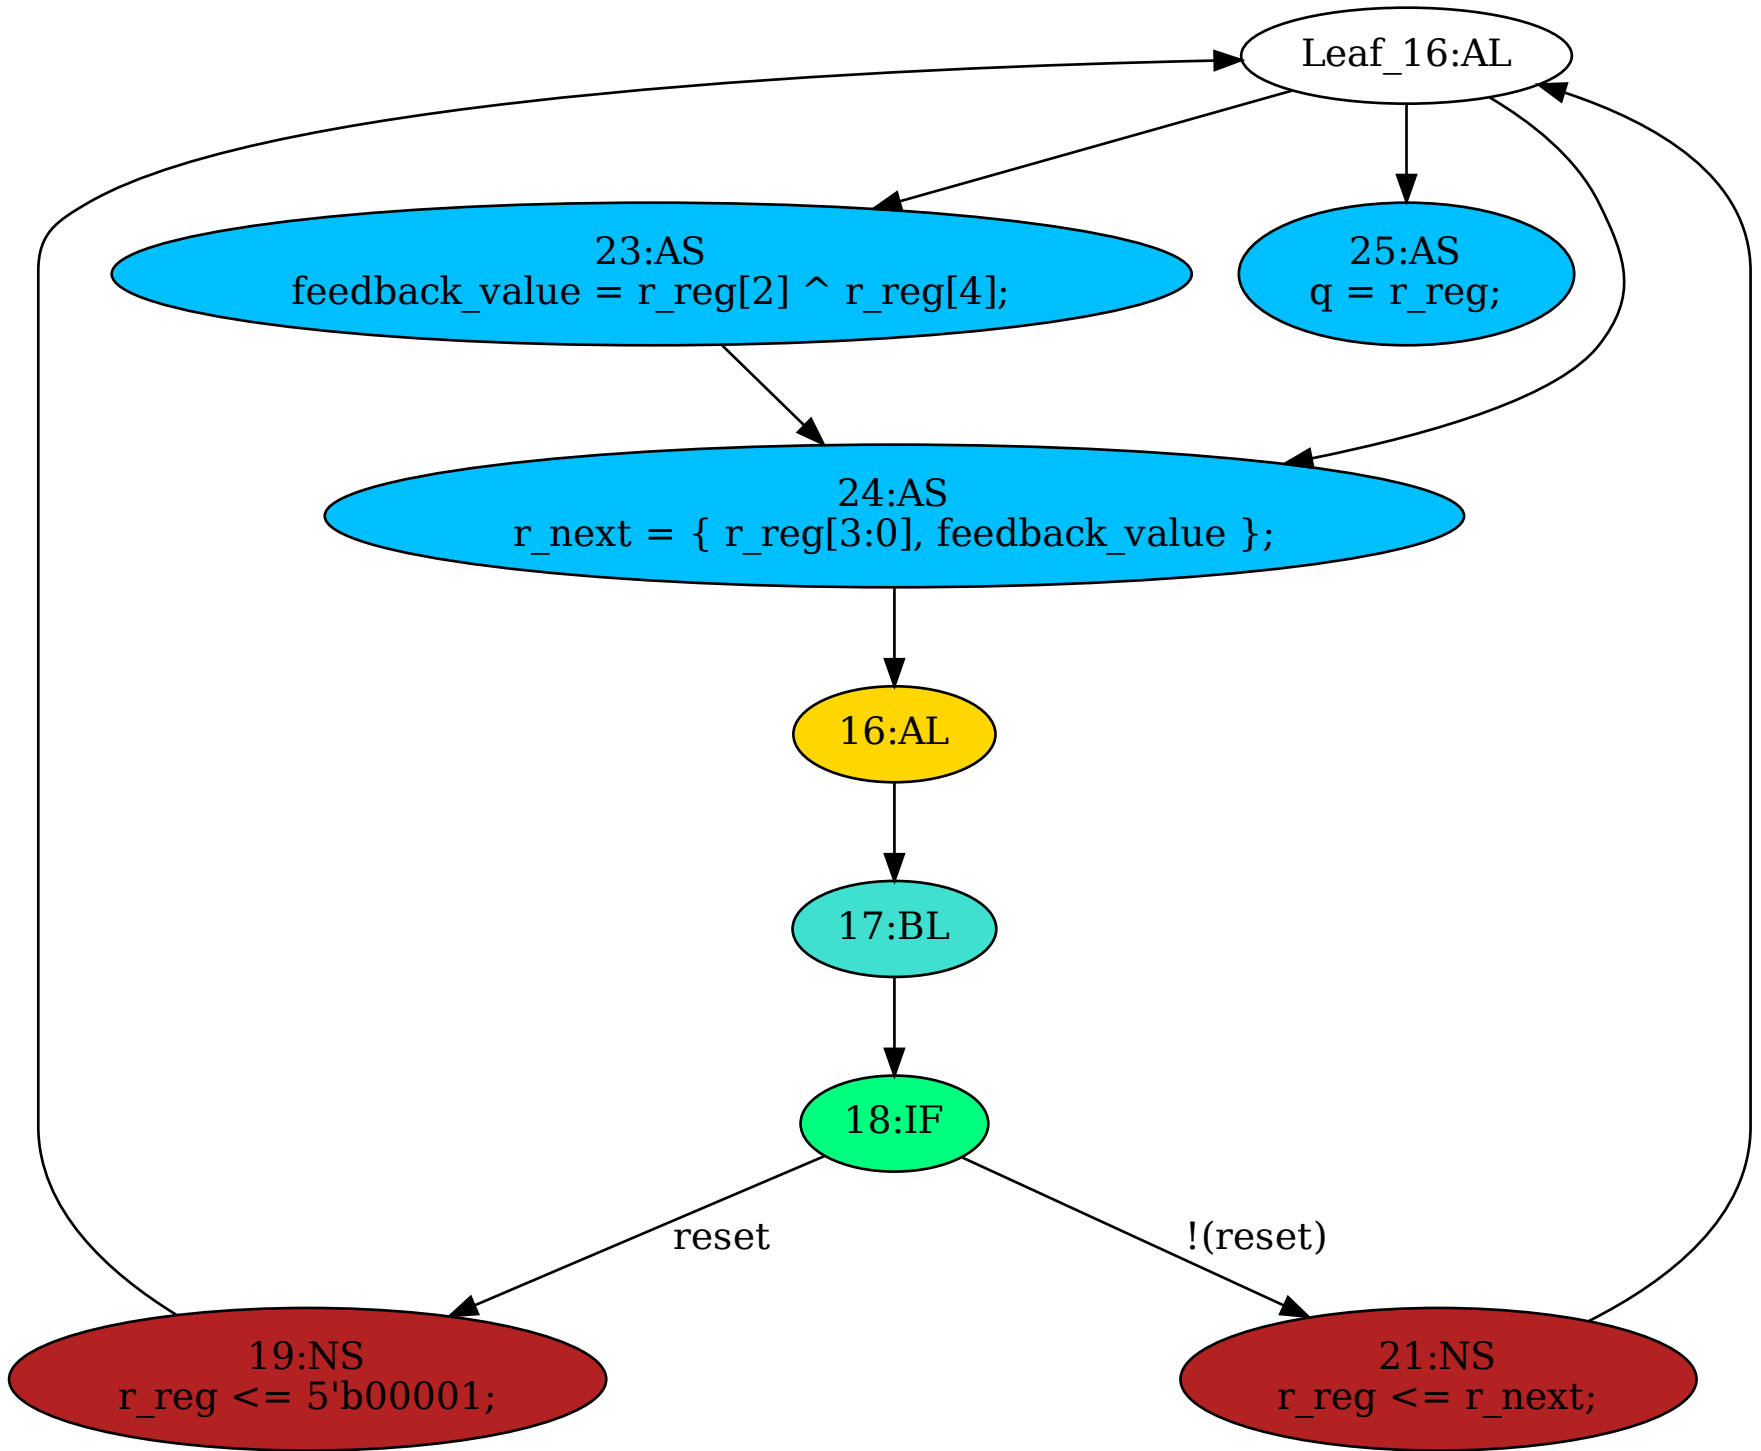 Leaf_16:AL
23:AS
feedback_value = r_reg[2] ^ r_reg[4];
25:AS
q = r_reg;
24:AS
r_next = { r_reg[3:0], feedback_value };
16:AL
17:BL
18:IF
reset
!(reset)
19:NS
r_reg <= 5'b00001;
21:NS
r_reg <= r_next;